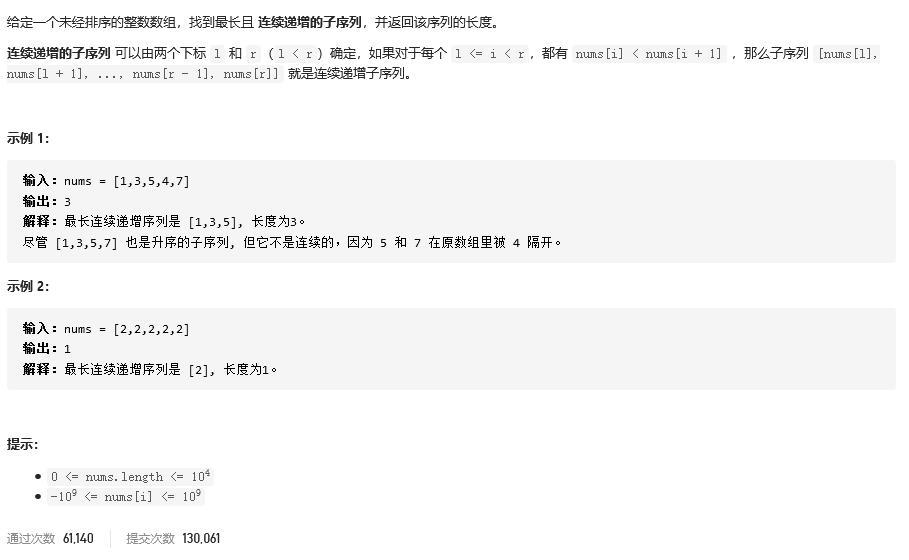 给定一个未经排序的整数数组，找到最长且 连续递增的子序列，并返回该序列的长度。
连续递增的子序列 可以由两个下标 l 和 r（l < r）确定，如果对于每个 l <= i < r，都有 nums[i] < nums[i + 1] ，那么子序列 [nums[l],
nums[l + 1], ..., nums[r - 1], nums[r]] 就是连续递增子序列。
示例 1：
输入：nums = [1,3,5,4,7]
输出：3
解释：最长连续递增序列是 [1,3,5], 长度为3。
尽管 [1,3,5,7] 也是升序的子序列, 但它不是连续的，因为 5 和 7 在原数组里被 4 隔开。
示例 2：
输入：nums = [2,2,2,2,2]
输出：1
解释：最长连续递增序列是 [2], 长度为1。
提示：
0 <= nums.length <= 10⁴
-10⁹ <= nums[i] <= 10⁹
通过次数 61,140 提交次数 130,061